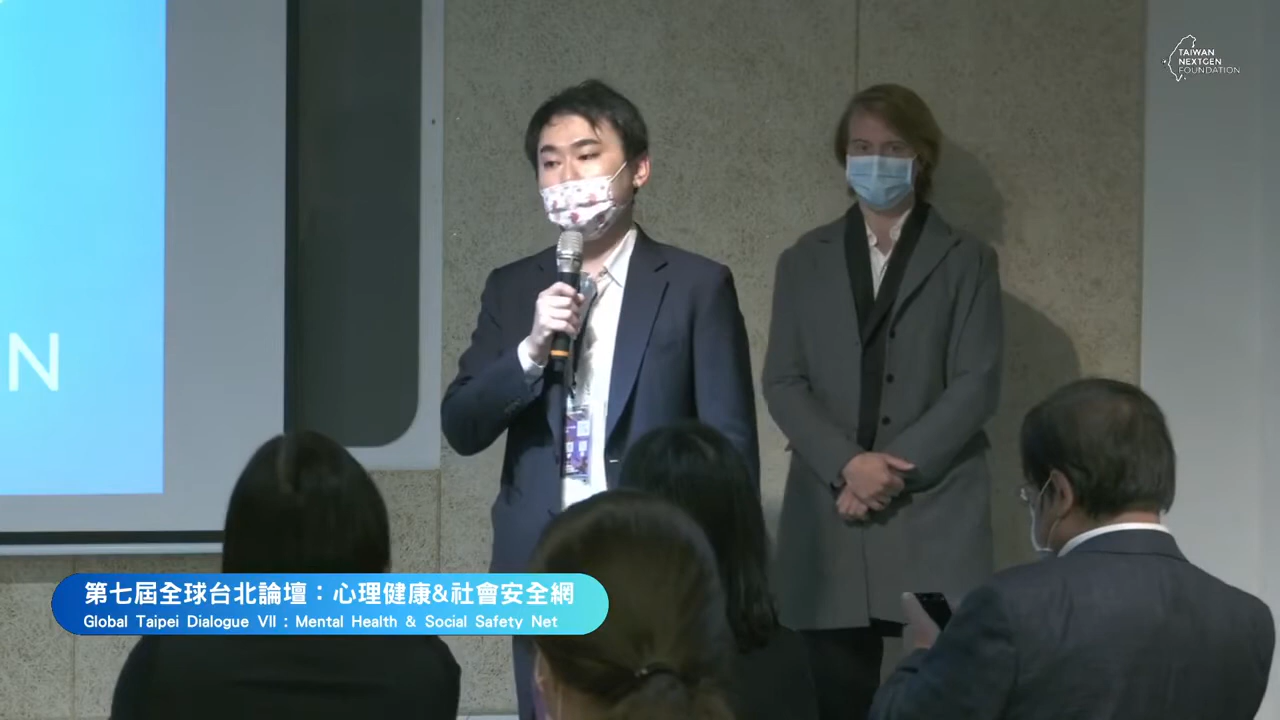 TAIWAN
NEXTGEN
FOUNDATION
N
第七屆全球台北論壇：心理健康&社會安全網
Global Taipei Dialogue VII : Mental Health & Social Safety Net